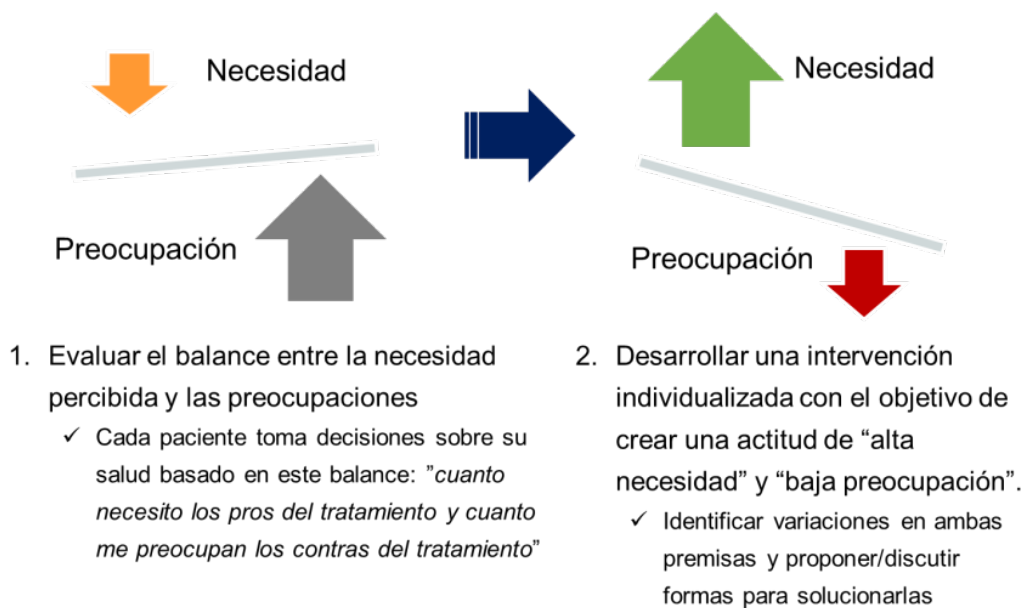 Necesidad
Preocupación
Necesidad
Preocupación
1. Evaluar el balance entre la necesidad
percibida y las preocupaciones
✓ Cada paciente toma decisiones sobre su
salud basado en este balance: ”cuanto
necesito los pros del tratamiento y cuanto
me preocupan los contras del tratamiento”
2. Desarrollar una intervención
individualizada con el objetivo de
crear una actitud de “alta
necesidad” y “baja preocupación”.
✓ Identificar variaciones en ambas
premisas y proponer/discutir
formas para solucionarlas